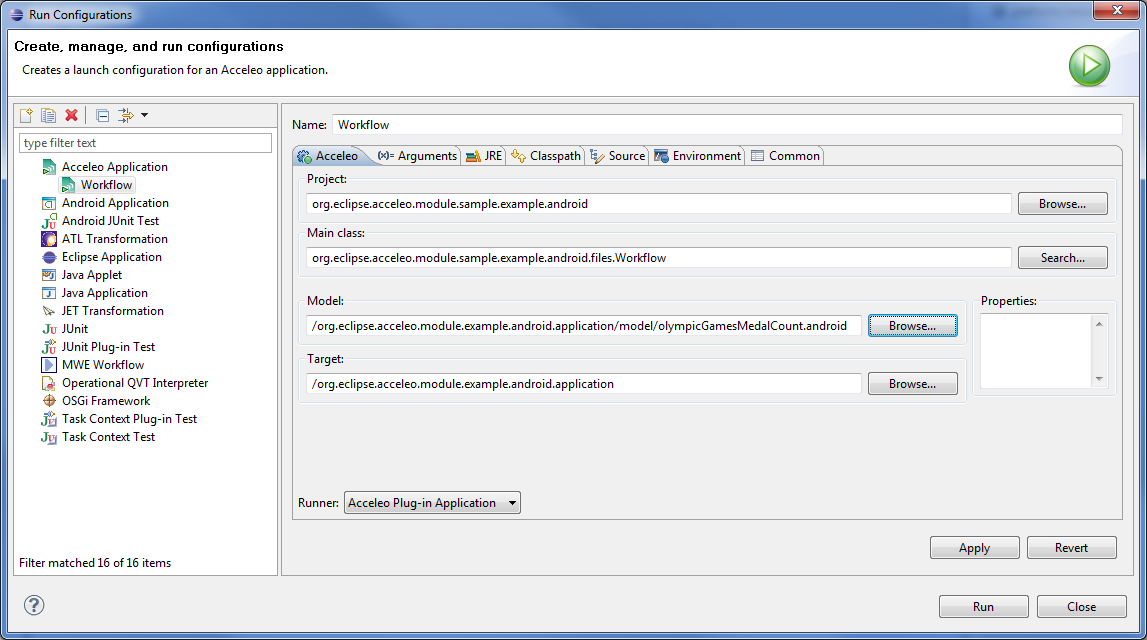 Run Configurations
Create, manage, and run configurations
Creates a launch configuration for an Acceleo application.
type filter text
Acceleo Application
Workflow
Android Application
Android JUnit Test
ATL Transformation
Eclipse Application
Java Applet
Java Application
JET Transformation
JUnit
JUnit Plug-in Test
MWE Workflow
Operational QVT Interpreter
OSGi Framework
Task Context Plug-in Test
Task Context Test
Filter matched 16 of 16 items
Name: Workflow
Acceleo (x)= Arguments JRE Classpath Source Environment Common
Project:
org.eclipse.acceleo.module.sample.example.android Browse...
Main class:
org.eclipse.acceleo.module.sample.example.android.files.Workflow Search...
Model:
/org.eclipse.acceleo.module.example.android.application/model/olympicGamesMedalCount.android Browse...
Target:
/org.eclipse.acceleo.module.example.android.application Browse...
Properties:
Runner: Acceleo Plug-in Application
Apply Revert
Run Close